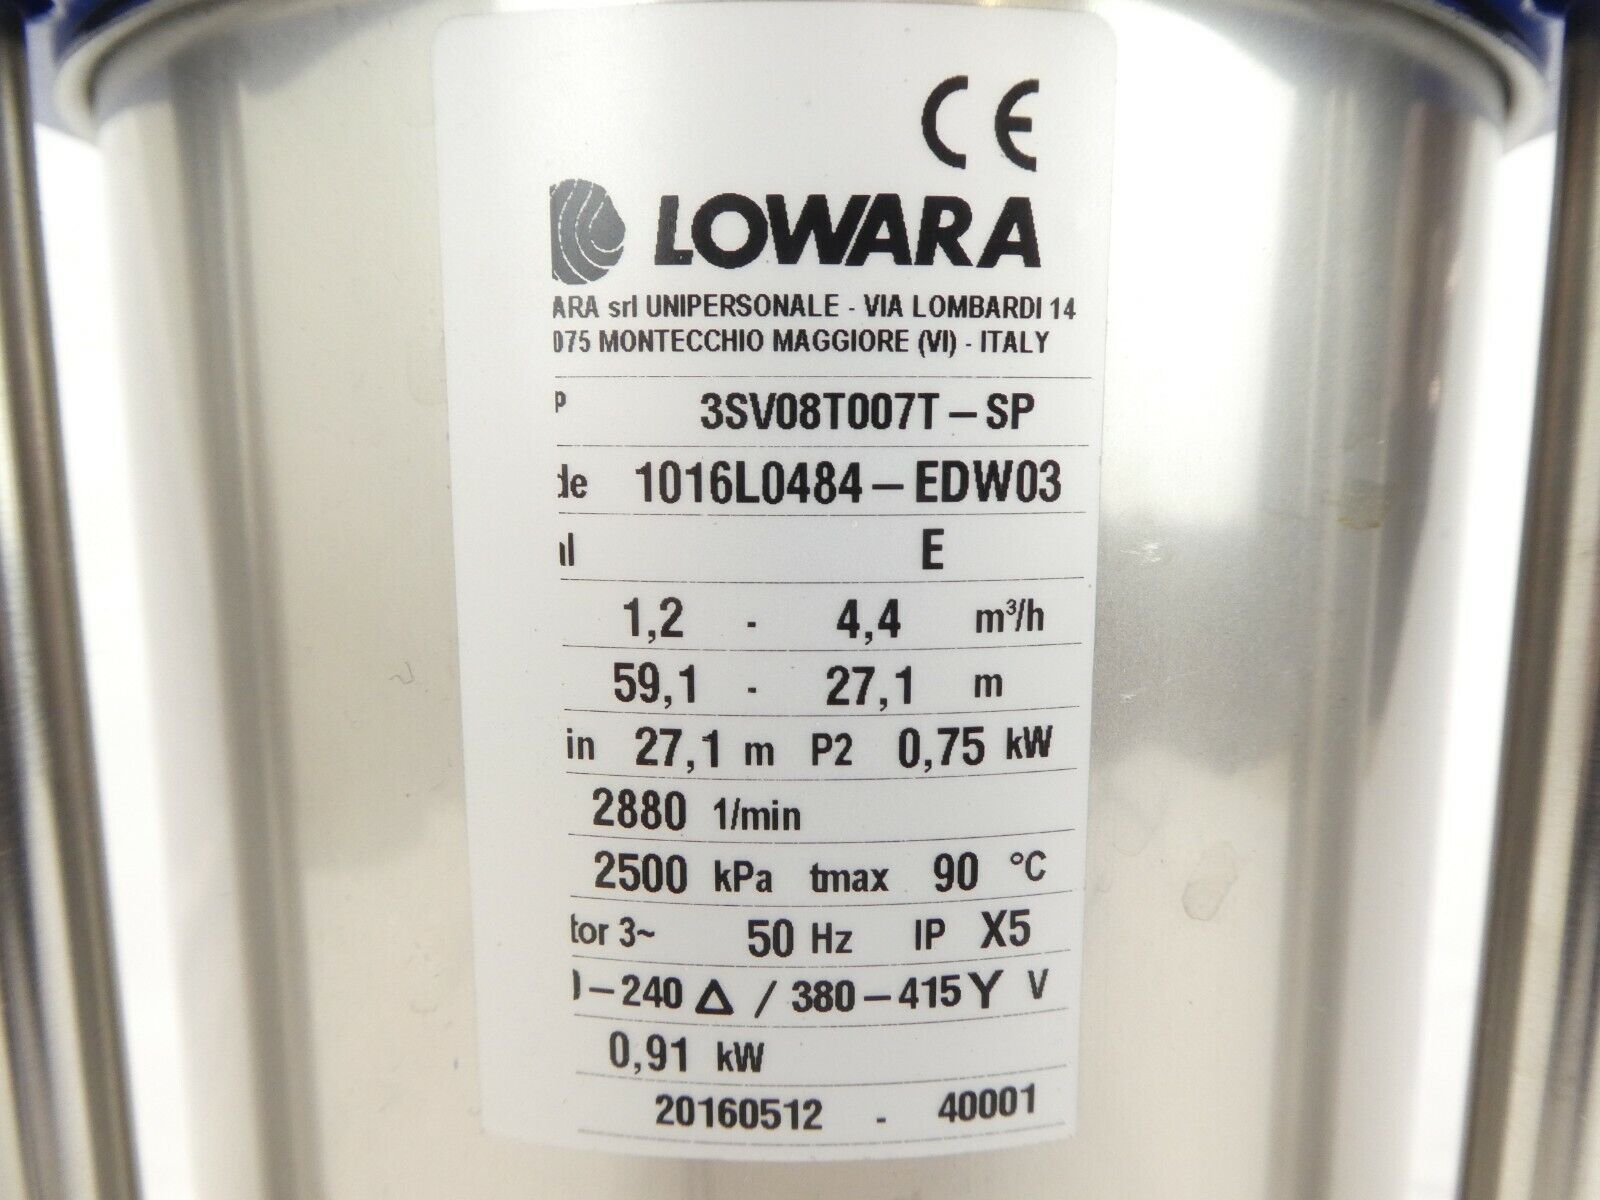 CE
LOWARA
ARA srl UNIPERSONALE - VIA LOMBARDI 14
075 MONTECCHIO MAGGIORE (VI) - ITALY
P 3SV08T007T-SP
de 1016L0484-EDW03
E
1,2 - 4,4 m³/h
59,1 - 27,1 m
in 27,1 m P2 0,75 kW
2880 1/min
2500 kPa tmax 90 °C
tor 3~ 50 Hz IP X5
-240 △ / 380-415 Y V
0,91 kW
20160512 - 40001